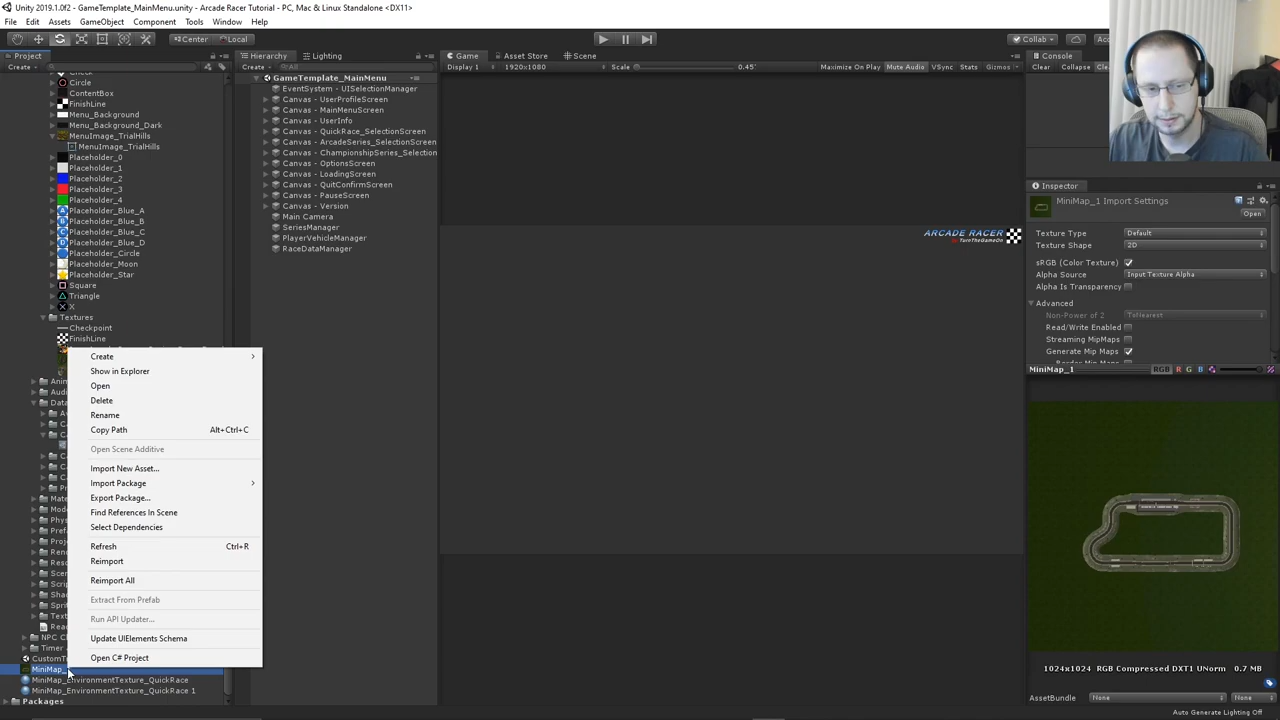 Unity 2019.1.0f2 - GameTemplate_MainMenu.unity - Arcade Racer Tutorial - PC, Mac & Linux Standalone <DX11>
File Edit Assets GameObject Component Tools Window Help
Center Local Collab
Project Hierarchy Lighting Game Asset Store Scene Console
Create Create All Display 1 1920x1080 Scale 0.45x Maximize On Play Mute Audio VSync Stats Gizmos Clear Collapse
Circle
ContentBox
FinishLine
Menu_Background
Menu_Background_Dark
MenuImage_TrialHills
MenuImage_TrialHills
Placeholder_0
Placeholder_1
Placeholder_2
Placeholder_3
Placeholder_4
Placeholder_Blue_A
Placeholder_Blue_B
Placeholder_Blue_C
Placeholder_Blue_D
Placeholder_Circle
Placeholder_Moon
Placeholder_Star
Square
Triangle
X
Textures
Checkpoint
FinishLine
Create
Show in Explorer
Open
Delete
Rename
Copy Path Alt+Ctrl+C
Open Scene Additive
Import New Asset...
Import Package
Export Package...
Find References In Scene
Select Dependencies
Refresh Ctrl+R
Reimport
Reimport All
Extract From Prefab
Run API Updater...
Update UIElements Schema
Open C# Project
MiniMap_
MiniMap_EnvironmentTexture_QuickRace
MiniMap_EnvironmentTexture_QuickRace 1
Packages
GameTemplate_MainMenu
EventSystem - UISelectionManager
Canvas - UserProfileScreen
Canvas - MainMenuScreen
Canvas - UserInfo
Canvas - QuickRace_SelectionScreen
Canvas - ArcadeSeries_SelectionScreen
Canvas - ChampionshipSeries_Selection
Canvas - OptionsScreen
Canvas - LoadingScreen
Canvas - QuitConfirmScreen
Canvas - PauseScreen
Canvas - Version
Main Camera
SeriesManager
PlayerVehicleManager
RaceDataManager
ARCADE RACER
by TurnTheGameOn
Inspector
MiniMap_1 Import Settings
Open
Texture Type Default
Texture Shape 2D
sRGB (Color Texture)
Alpha Source Input Texture Alpha
Alpha Is Transparency
Advanced
Non-Power of 2 ToNearest
Read/Write Enabled
Streaming MipMaps
Generate Mip Maps
MiniMap_1 RGB R G B
1024x1024 RGB Compressed DXT1 UNorm 0.7 MB
AssetBundle None None
Auto Generate Lighting Off